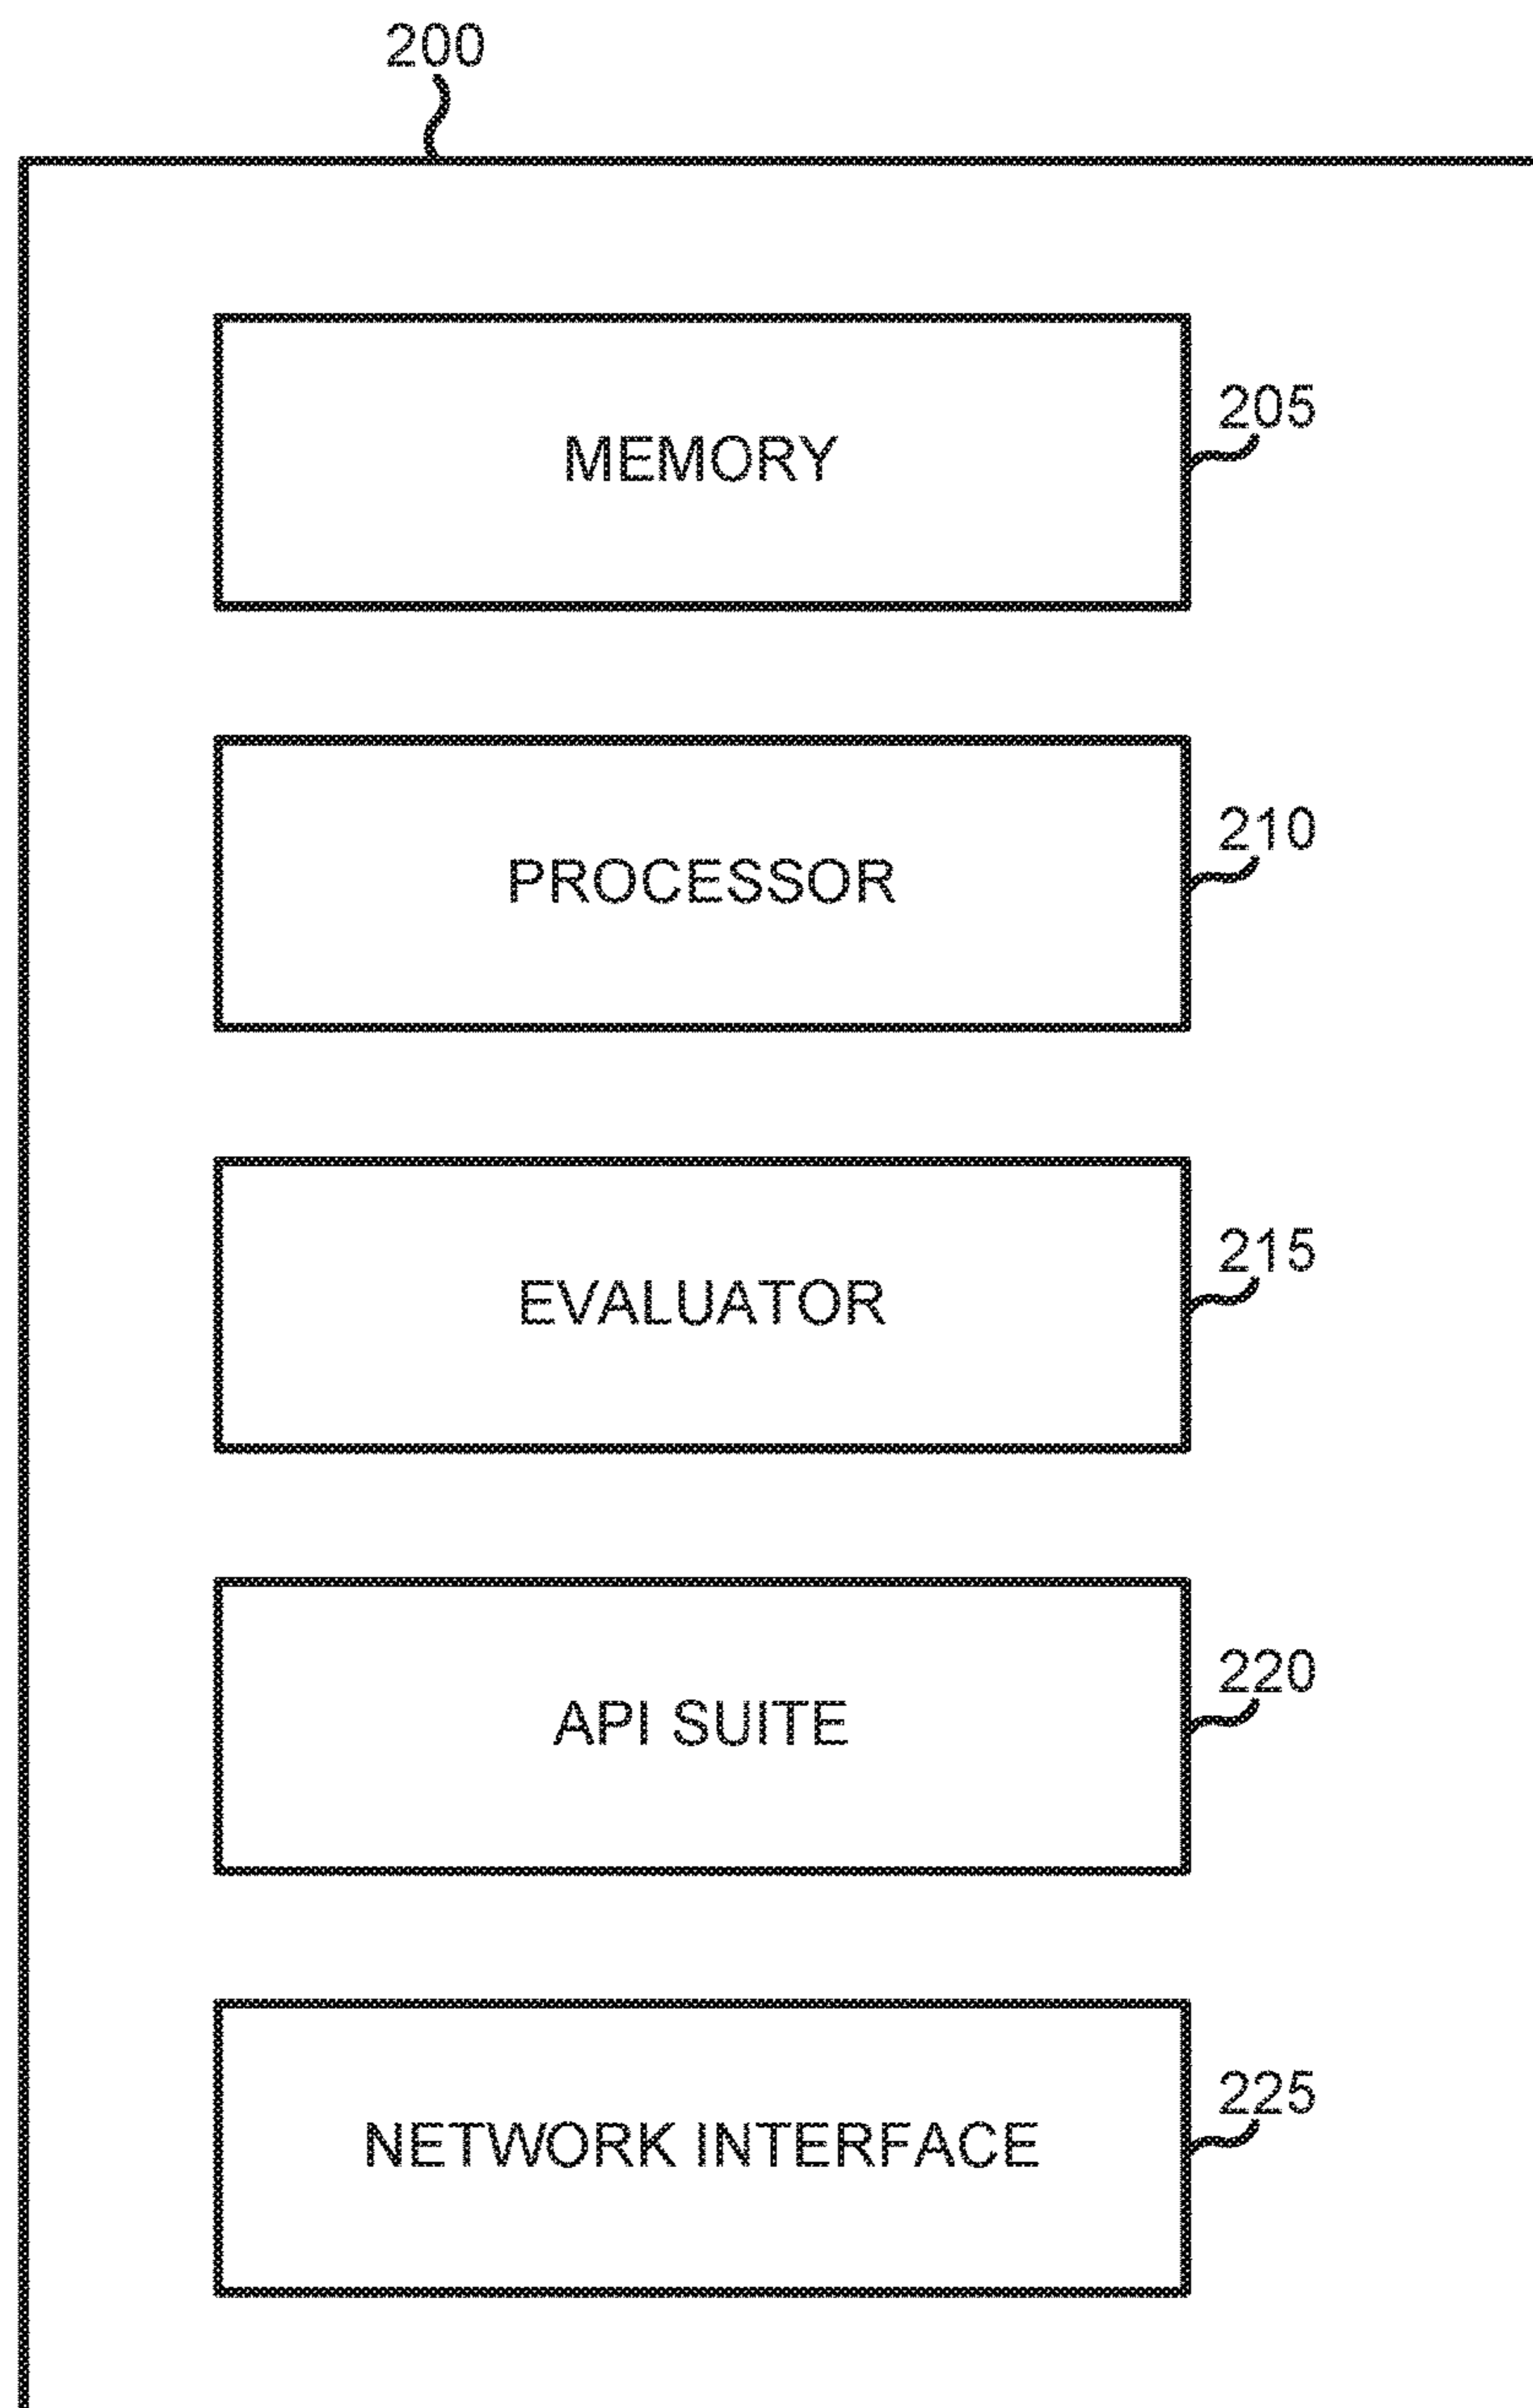 200
MEMORY
205
PROCESSOR
210
EVALUATOR
215
API SUITE
220
NETWORK INTERFACE
225